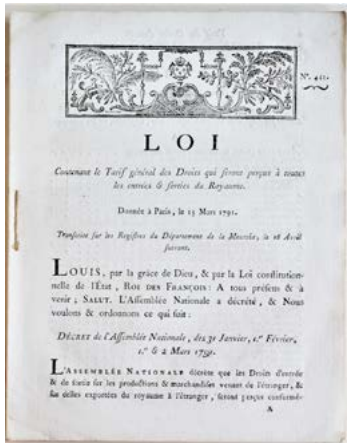 N.º 451.
LOI
Contenant le Tarif général des Droits qui seront perçus à toutes
les entrées & sorties du Royaume.
Donnée à Paris, le 15 Mars 1791.
Transcrite sur les Registres du Département de la Moselle, le 18 Avril
suivant.
LOUIS, par la grâce de Dieu, & par la Loi constitution-
nelle de l'État, ROI DES FRANÇOIS: A tous présens & à
venir; SALUT. L'Assemblée Nationale a décrété, & Nous
voulons & ordonnons ce qui suit:
DÉCRET de l'Assemblée Nationale, des 31 Janvier, 1.er Février,
1.er & 2 Mars 1791.
L'ASSEMBLÉE NATIONALE décrète que les Droits d'entrée
& de sortie sur les productions & marchandises venant de l'étranger, &
sur celles exportées du royaume à l'étranger, seront perçus conformé-
A